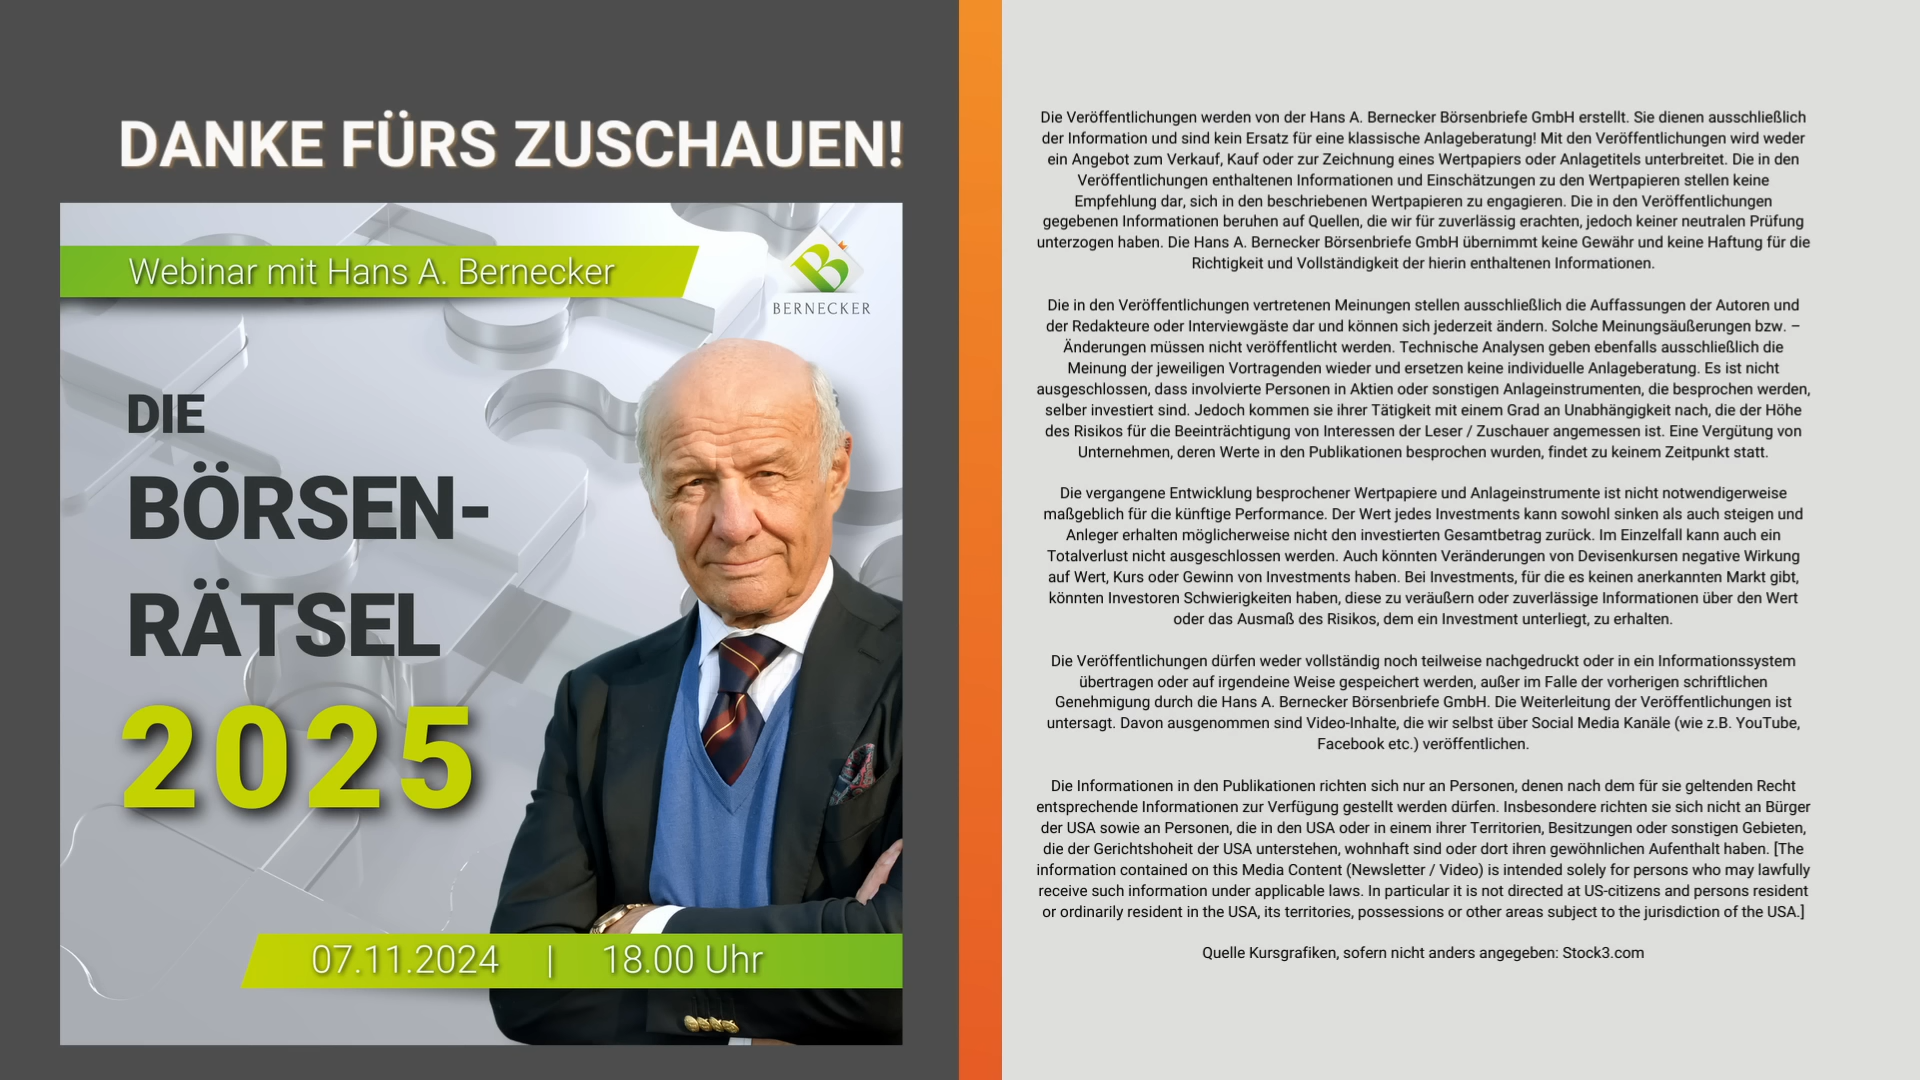 DANKE FÜRS ZUSCHAUEN!
Webinar mit Hans A. Bernecker
BERNECKER
DIE
BÖRSEN-
RÄTSEL
2025
07.11.2024 | 18.00 Uhr
Die Veröffentlichungen werden von der Hans A. Bernecker Börsenbriefe GmbH erstellt. Sie dienen ausschließlich
der Information und sind kein Ersatz für eine klassische Anlageberatung! Mit den Veröffentlichungen wird weder
ein Angebot zum Verkauf, Kauf oder zur Zeichnung eines Wertpapiers oder Anlagetitels unterbreitet. Die in den
Veröffentlichungen enthaltenen Informationen und Einschätzungen zu den Wertpapieren stellen keine
Empfehlung dar, sich in den beschriebenen Wertpapieren zu engagieren. Die in den Veröffentlichungen
gegebenen Informationen beruhen auf Quellen, die wir für zuverlässig erachten, jedoch keiner neutralen Prüfung
unterzogen haben. Die Hans A. Bernecker Börsenbriefe GmbH übernimmt keine Gewähr und keine Haftung für die
Richtigkeit und Vollständigkeit der hierin enthaltenen Informationen.
Die in den Veröffentlichungen vertretenen Meinungen stellen ausschließlich die Auffassungen der Autoren und
der Redakteure oder Interviewgäste dar und können sich jederzeit ändern. Solche Meinungsäußerungen bzw. –
Änderungen müssen nicht veröffentlicht werden. Technische Analysen geben ebenfalls ausschließlich die
Meinung der jeweiligen Vortragenden wieder und ersetzen keine individuelle Anlageberatung. Es ist nicht
ausgeschlossen, dass involvierte Personen in Aktien oder sonstigen Anlageinstrumenten, die besprochen werden,
selber investiert sind. Jedoch kommen sie ihrer Tätigkeit mit einem Grad an Unabhängigkeit nach, die der Höhe
des Risikos für die Beeinträchtigung von Interessen der Leser / Zuschauer angemessen ist. Eine Vergütung von
Unternehmen, deren Werte in den Publikationen besprochen wurden, findet zu keinem Zeitpunkt statt.
Die vergangene Entwicklung besprochener Wertpapiere und Anlageinstrumente ist nicht notwendigerweise
maßgeblich für die künftige Performance. Der Wert jedes Investments kann sowohl sinken als auch steigen und
Anleger erhalten möglicherweise nicht den investierten Gesamtbetrag zurück. Im Einzelfall kann auch ein
Totalverlust nicht ausgeschlossen werden. Auch könnten Veränderungen von Devisenkursen negative Wirkung
auf Wert, Kurs oder Gewinn von Investments haben. Bei Investments, für die es keinen anerkannten Markt gibt,
könnten Investoren Schwierigkeiten haben, diese zu veräußern oder zuverlässige Informationen über den Wert
oder das Ausmaß des Risikos, dem ein Investment unterliegt, zu erhalten.
Die Veröffentlichungen dürfen weder vollständig noch teilweise nachgedruckt oder in ein Informationssystem
übertragen oder auf irgendeine Weise gespeichert werden, außer im Falle der vorherigen schriftlichen
Genehmigung durch die Hans A. Bernecker Börsenbriefe GmbH. Die Weiterleitung der Veröffentlichungen ist
untersagt. Davon ausgenommen sind Video-Inhalte, die wir selbst über Social Media Kanäle (wie z.B. YouTube,
Facebook etc.) veröffentlichen.
Die Informationen in den Publikationen richten sich nur an Personen, denen nach dem für sie geltenden Recht
entsprechende Informationen zur Verfügung gestellt werden dürfen. Insbesondere richten sie sich nicht an Bürger
der USA sowie an Personen, die in den USA oder in einem ihrer Territorien, Besitzungen oder sonstigen Gebieten,
die der Gerichtshoheit der USA unterstehen, wohnhaft sind oder dort ihren gewöhnlichen Aufenthalt haben. [The
information contained on this Media Content (Newsletter / Video) is intended solely for persons who may lawfully
receive such information under applicable laws. In particular it is not directed at US-citizens and persons resident
or ordinarily resident in the USA, its territories, possessions or other areas subject to the jurisdiction of the USA.]
Quelle Kursgrafiken, sofern nicht anders angegeben: Stock3.com